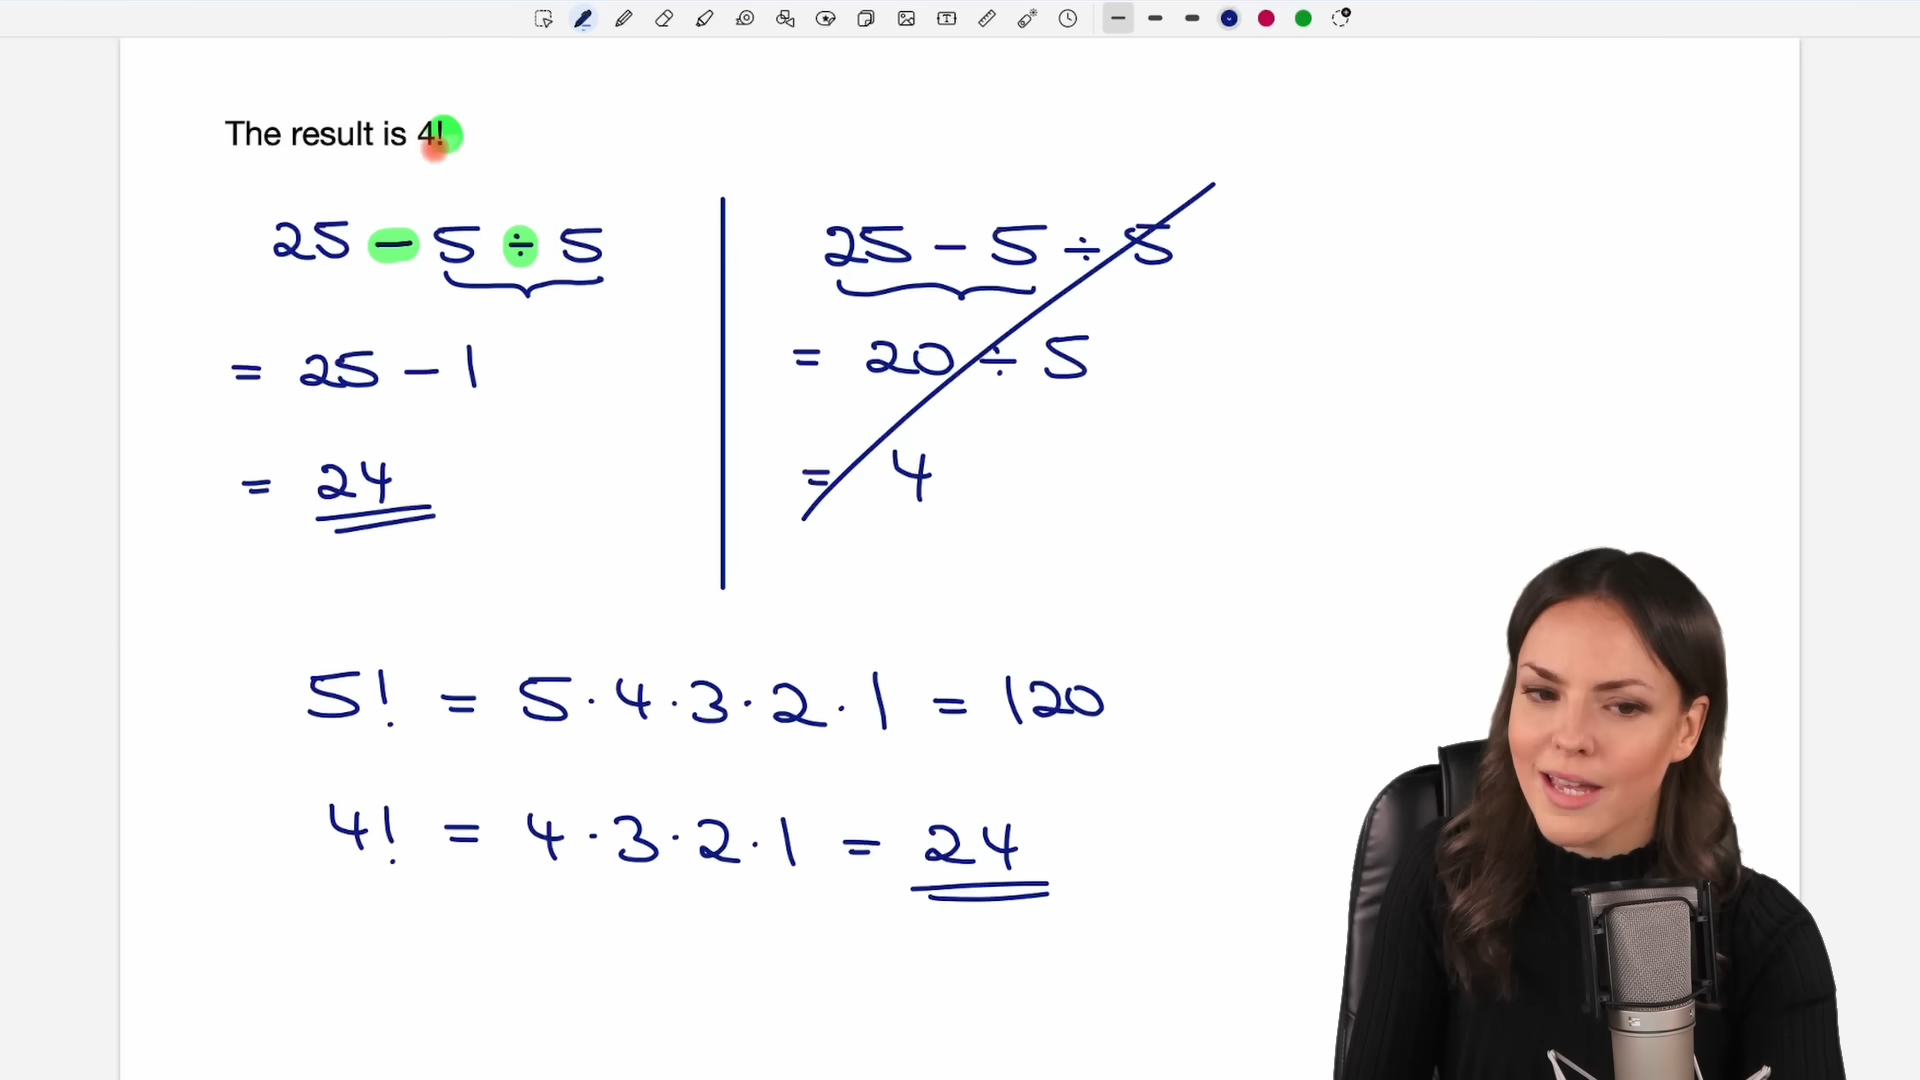 The result is 4!
25 - 5 ÷ 5
= 25 - 1
= 24
25 - 5 ÷ 5
= 20 ÷ 5
= 4
5! = 5 · 4 · 3 · 2 · 1 = 120
4! = 4 · 3 · 2 · 1 = 24